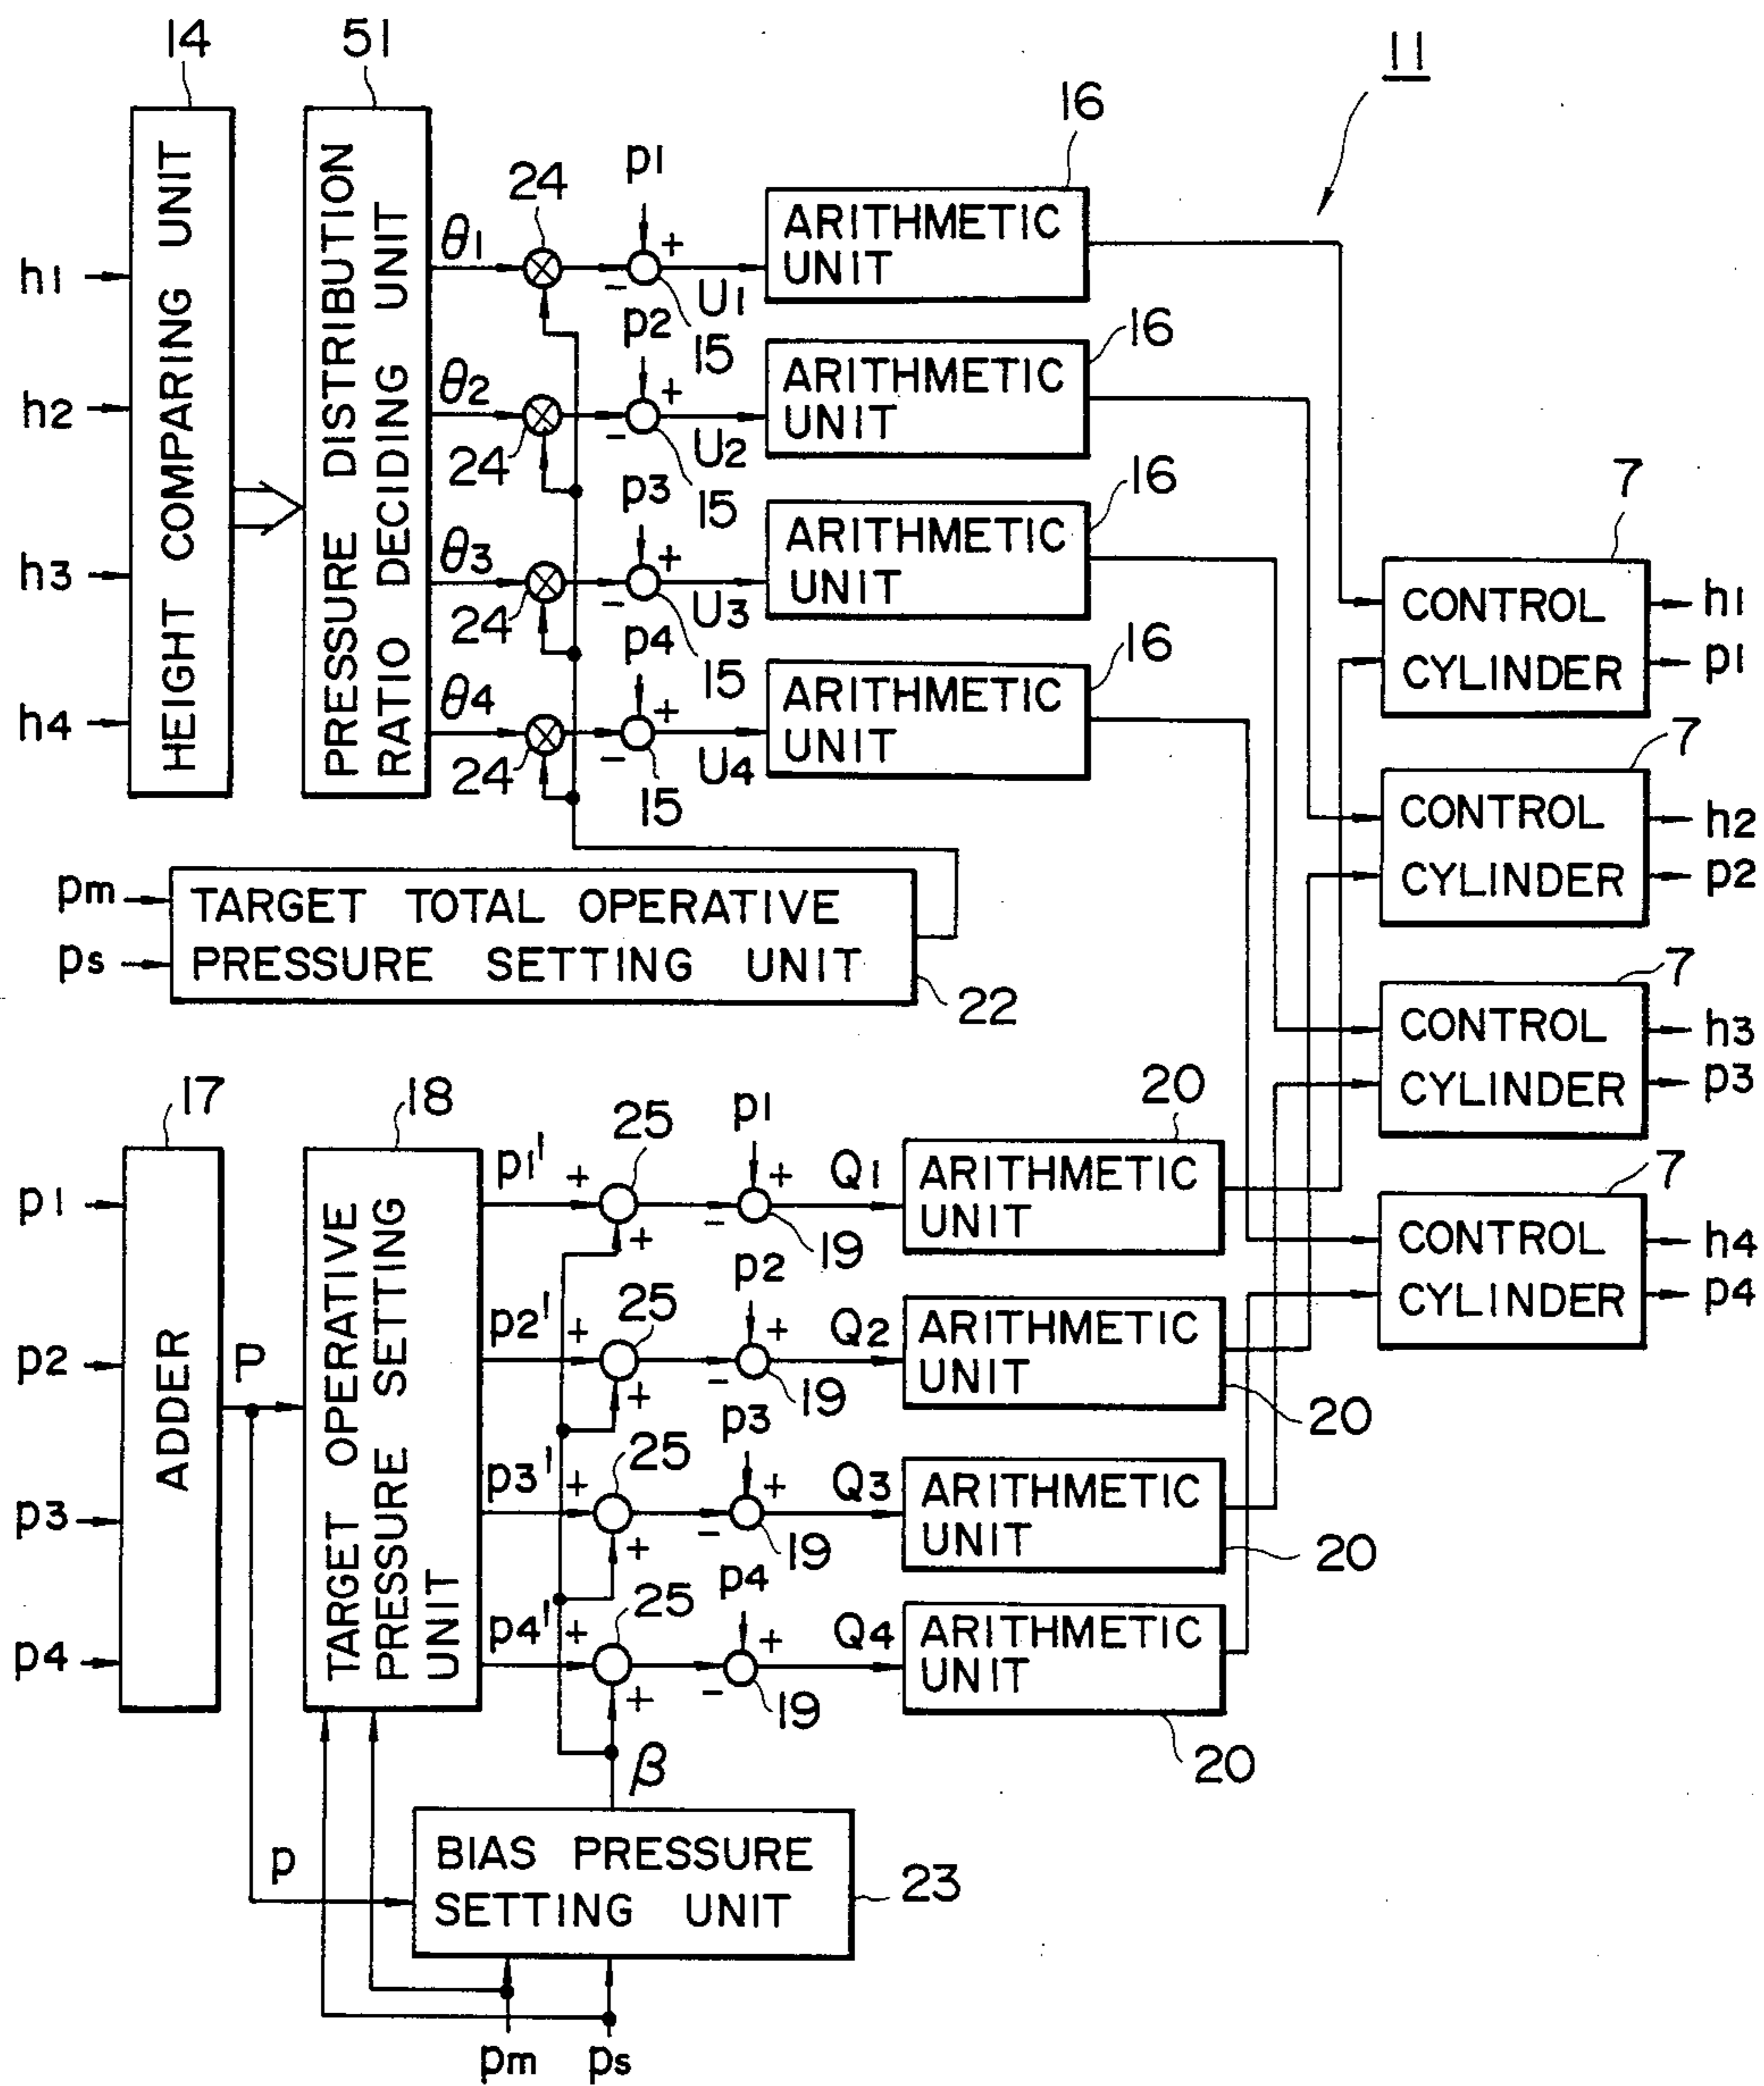 14
51
11
16
HEIGHT COMPARING UNIT
PRESSURE DISTRIBUTION
RATIO DECIDING UNIT
h1
h2
h3
h4
θ1
24
p1
+
−
U1
15
ARITHMETIC
UNIT
θ2
24
p2
+
−
U2
15
16
ARITHMETIC
UNIT
θ3
24
p3
+
−
U3
15
16
ARITHMETIC
UNIT
θ4
24
p4
+
−
U4
15
16
ARITHMETIC
UNIT
7
CONTROL
CYLINDER
h1
p1
7
CONTROL
CYLINDER
h2
p2
7
CONTROL
CYLINDER
h3
p3
7
CONTROL
CYLINDER
h4
p4
pm
ps
TARGET TOTAL OPERATIVE
PRESSURE SETTING UNIT
22
17
18
p1
p2
p3
p4
ADDER
P
TARGET OPERATIVE
PRESSURE SETTING
UNIT
p1'
+
25
+
p1
+
−
19
Q1
20
ARITHMETIC
UNIT
p2'
+
25
+
p2
+
−
19
Q2
ARITHMETIC
UNIT
20
p3'
+
25
+
p3
+
−
19
Q3
ARITHMETIC
UNIT
20
p4'
+
25
+
p4
+
−
19
Q4
ARITHMETIC
UNIT
20
β
p
BIAS PRESSURE
SETTING UNIT
23
pm
ps